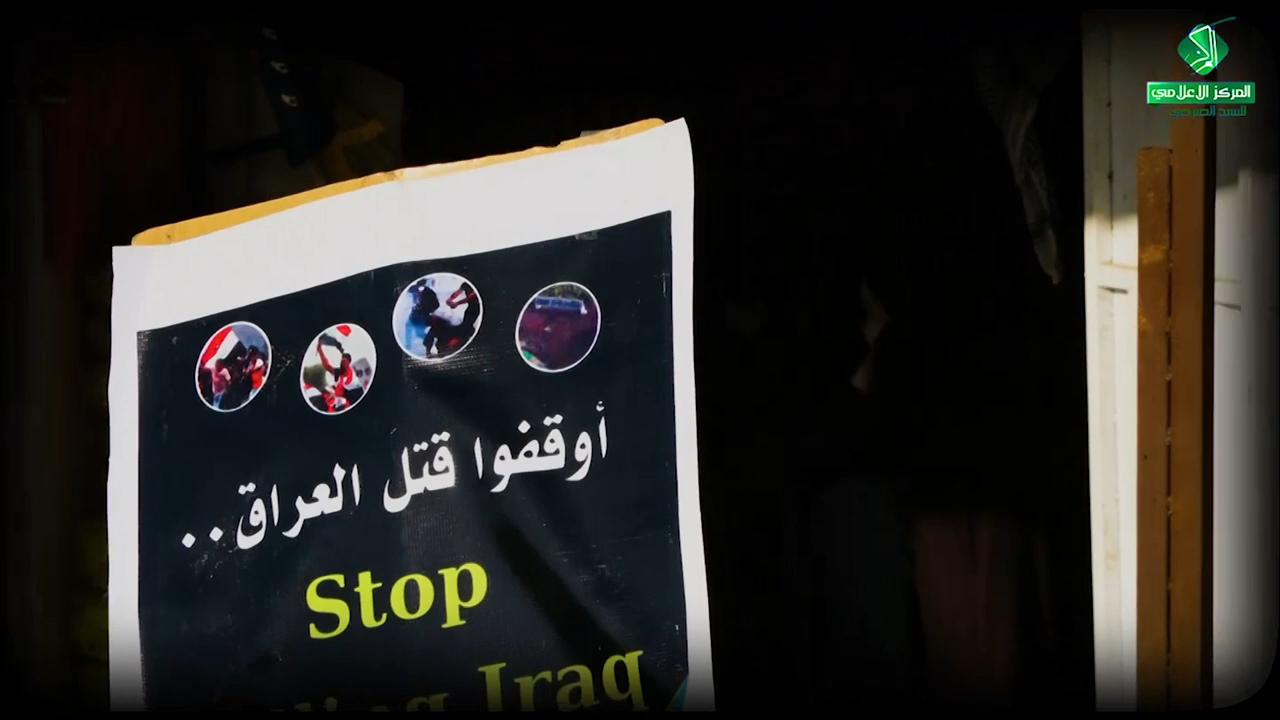 المركز الاعلامي
أوقفوا قتل العراق..
Stop
Iraq